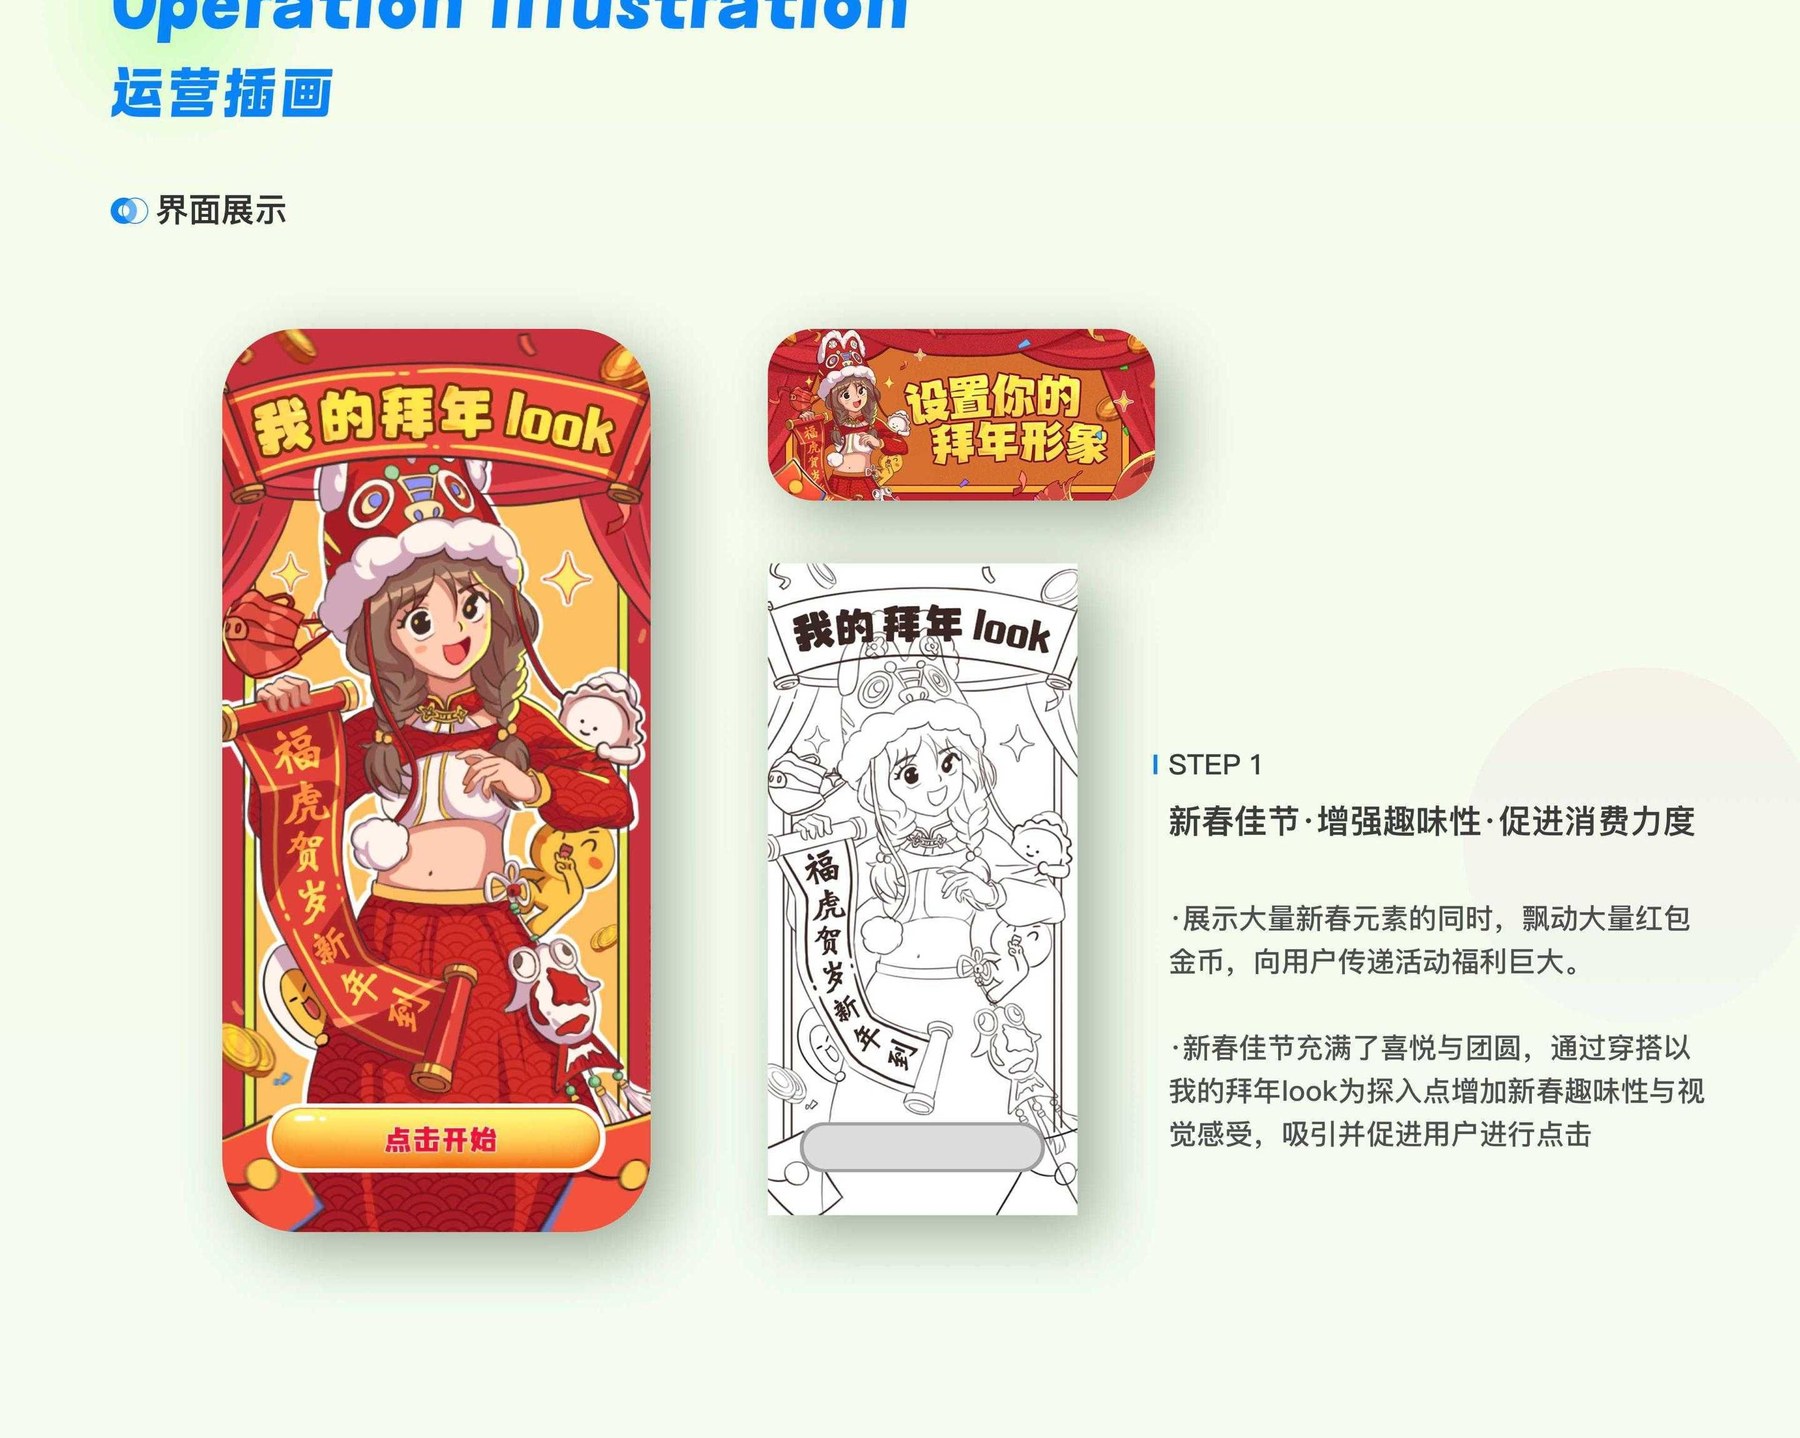 Operation Illustration
运营插画
界面展示
我的拜年look
福虎贺岁新年到
点击开始
设置你的
拜年形象
福虎贺岁
我的拜年look
福虎贺岁新年到
STEP 1
新春佳节·增强趣味性·促进消费力度
·展示大量新春元素的同时，飘动大量红包
金币，向用户传递活动福利巨大。
·新春佳节充满了喜悦与团圆，通过穿搭以
我的拜年look为探入点增加新春趣味性与视
觉感受，吸引并促进用户进行点击